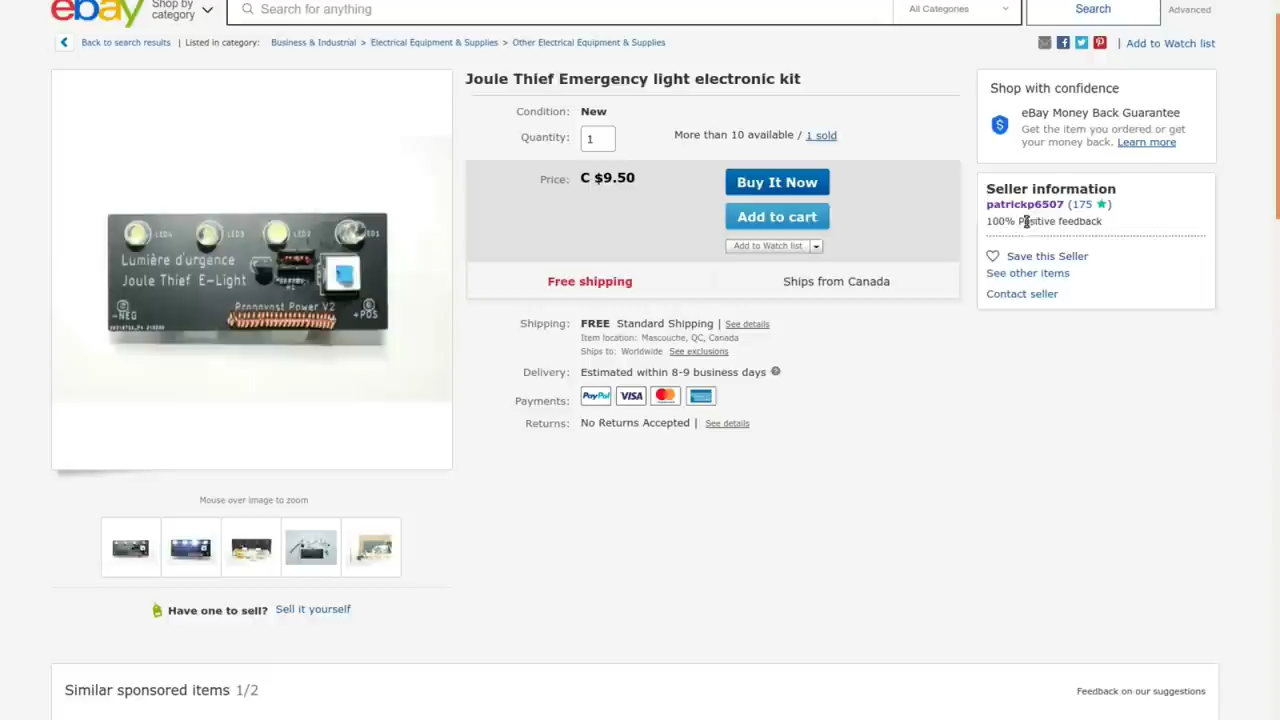 ebay
Shop by
category
Search for anything
All Categories
Search
Advanced
Back to search results | Listed in category: Business & Industrial > Electrical Equipment & Supplies > Other Electrical Equipment & Supplies
| Add to Watch list
Joule Thief Emergency light electronic kit
Condition: New
Quantity: 1
More than 10 available / 1 sold
Price: C $9.50
Buy It Now
Add to cart
Add to Watch list
Free shipping
Ships from Canada
Shipping: FREE Standard Shipping | See details
Item location: Mascouche, QC, Canada
Ships to: Worldwide See exclusions
Delivery: Estimated within 8-9 business days
Payments: PayPal VISA
Returns: No Returns Accepted | See details
Shop with confidence
eBay Money Back Guarantee
Get the item you ordered or get
your money back. Learn more
Seller information
patrickp6507 (175 ★)
100% Positive feedback
Save this Seller
See other items
Contact seller
LED4 LED3 LED2
Lumière d'urgence
Joule Thief E-Light
Power V2
-NEG
+POS
Mouse over image to zoom
Have one to sell? Sell it yourself
Similar sponsored items 1/2
Feedback on our suggestions